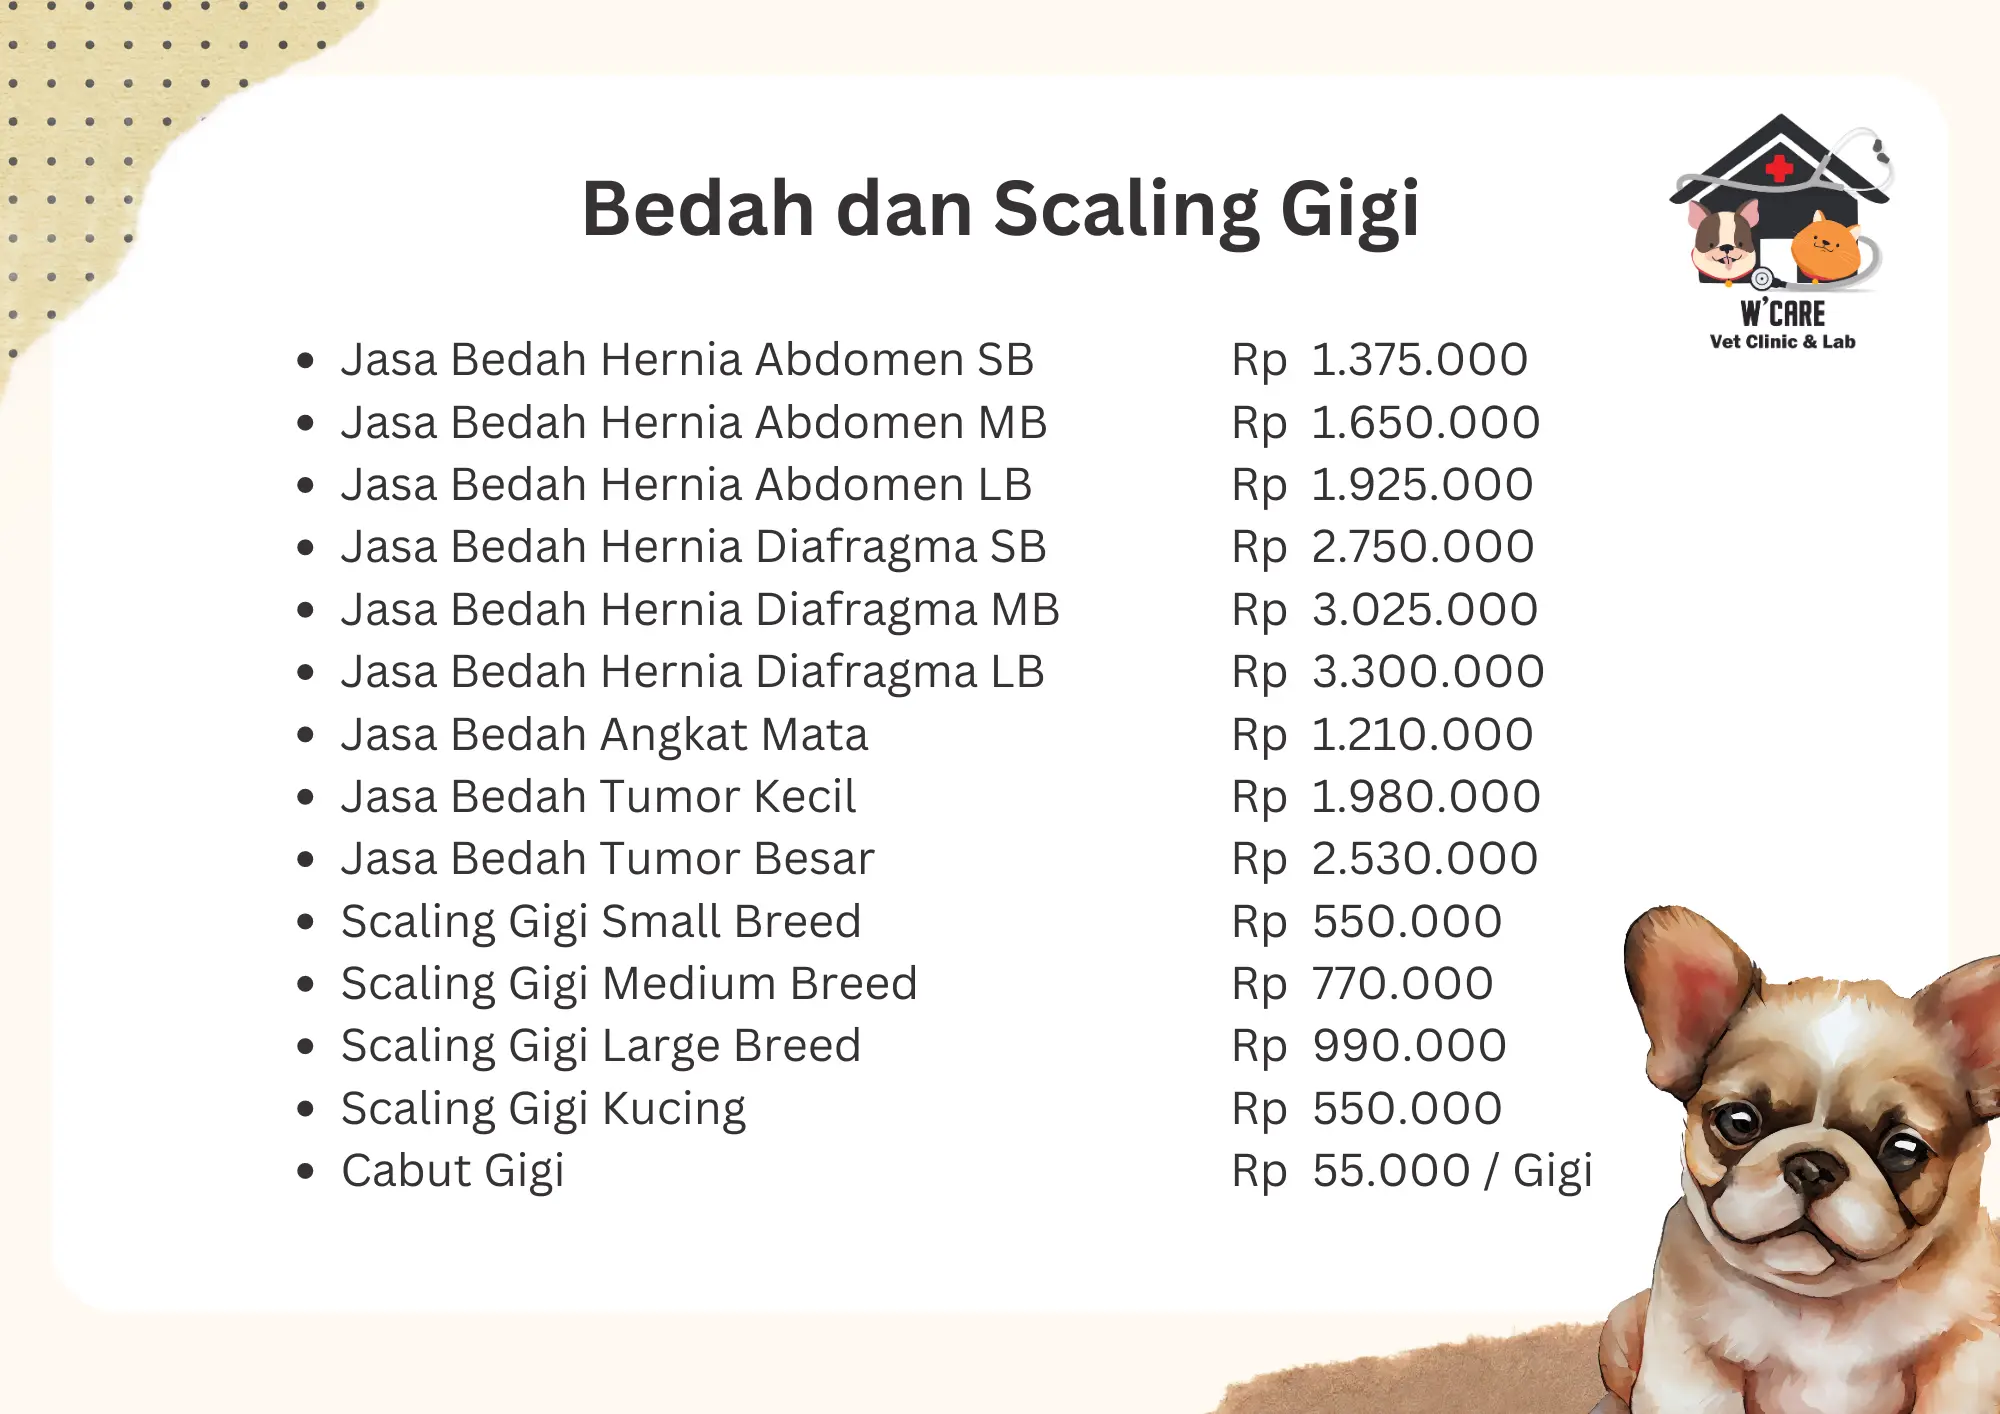 Bedah dan Scaling Gigi
W'CARE
Vet Clinic & Lab
• Jasa Bedah Hernia Abdomen SB Rp 1.375.000
• Jasa Bedah Hernia Abdomen MB Rp 1.650.000
• Jasa Bedah Hernia Abdomen LB Rp 1.925.000
• Jasa Bedah Hernia Diafragma SB Rp 2.750.000
• Jasa Bedah Hernia Diafragma MB Rp 3.025.000
• Jasa Bedah Hernia Diafragma LB Rp 3.300.000
• Jasa Bedah Angkat Mata Rp 1.210.000
• Jasa Bedah Tumor Kecil Rp 1.980.000
• Jasa Bedah Tumor Besar Rp 2.530.000
• Scaling Gigi Small Breed Rp 550.000
• Scaling Gigi Medium Breed Rp 770.000
• Scaling Gigi Large Breed Rp 990.000
• Scaling Gigi Kucing Rp 550.000
• Cabut Gigi Rp 55.000 / Gigi